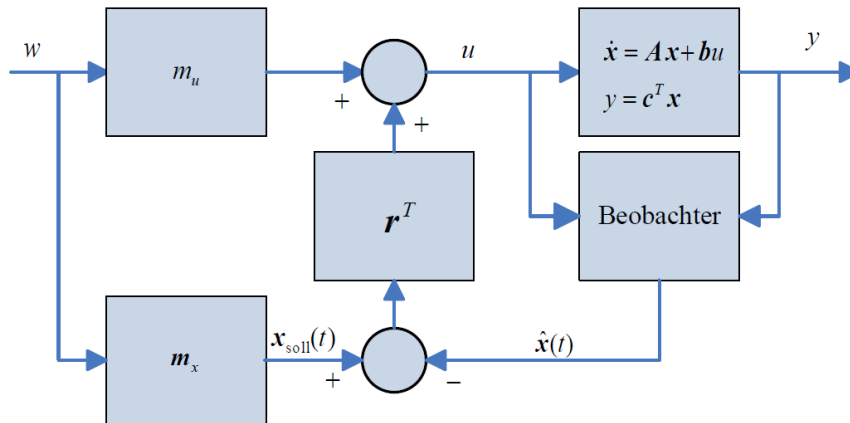 w
m_u
+
+
u
ẋ = Ax + bu
y = c^T x
y
r^T
Beobachter
m_x
x_soll(t)
+
−
x̂(t)